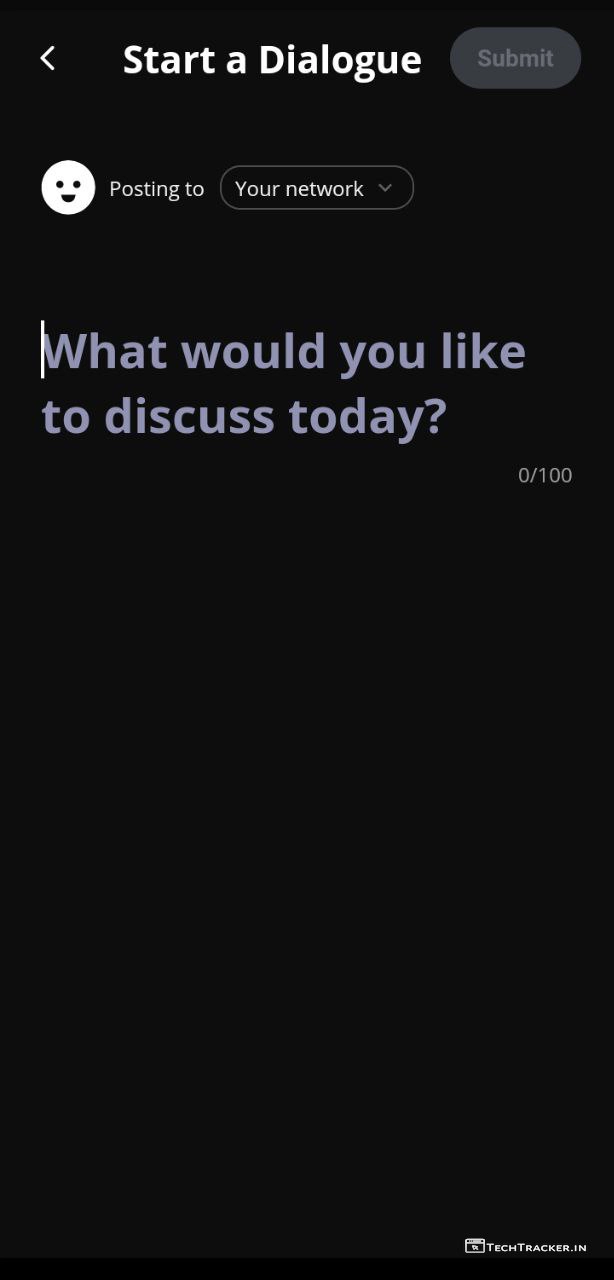 Start a Dialogue
Submit
Posting to
Your network
What would you like
to discuss today?
0/100
TECHTRACKER.IN